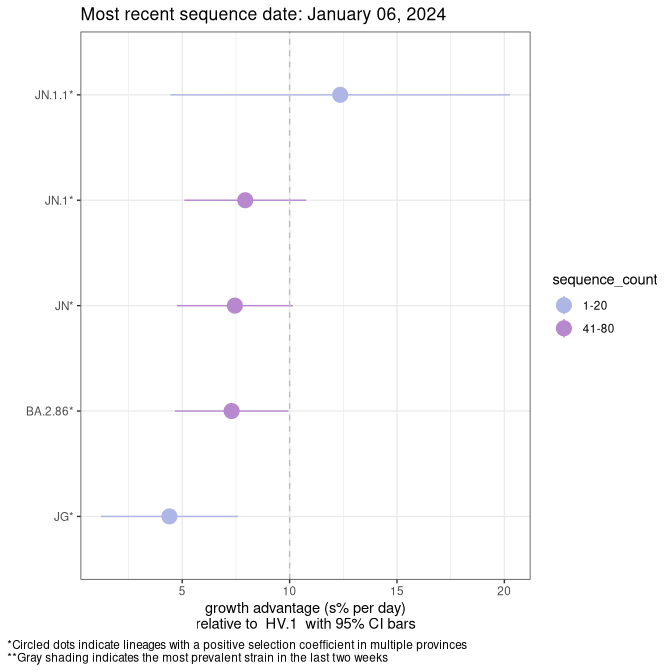 Most recent sequence date: January 06, 2024
JN.1.1*
JN.1*
JN*
BA.2.86*
JG*
5
10
15
20
growth advantage (s% per day)
relative to HV.1 with 95% CI bars
sequence_count
1-20
41-80
*Circled dots indicate lineages with a positive selection coefficient in multiple provinces
**Gray shading indicates the most prevalent strain in the last two weeks